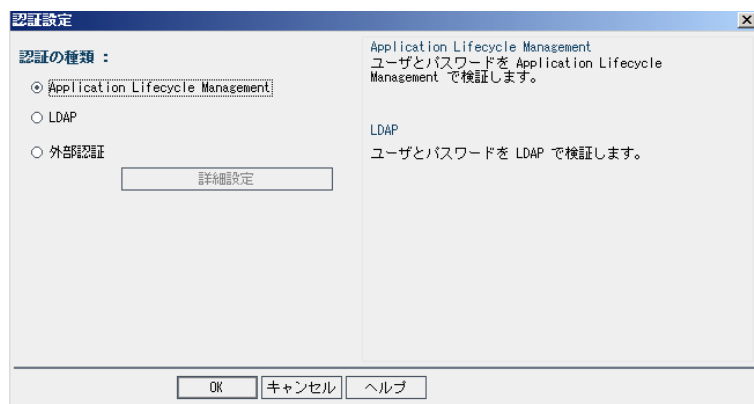 認証設定
認証の種類 :
Application Lifecycle Management
LDAP
外部認証
詳細設定
Application Lifecycle Management
ユーザとパスワードを Application Lifecycle
Management で検証します。
LDAP
ユーザとパスワードを LDAP で検証します。
OK
キャンセル
ヘルプ